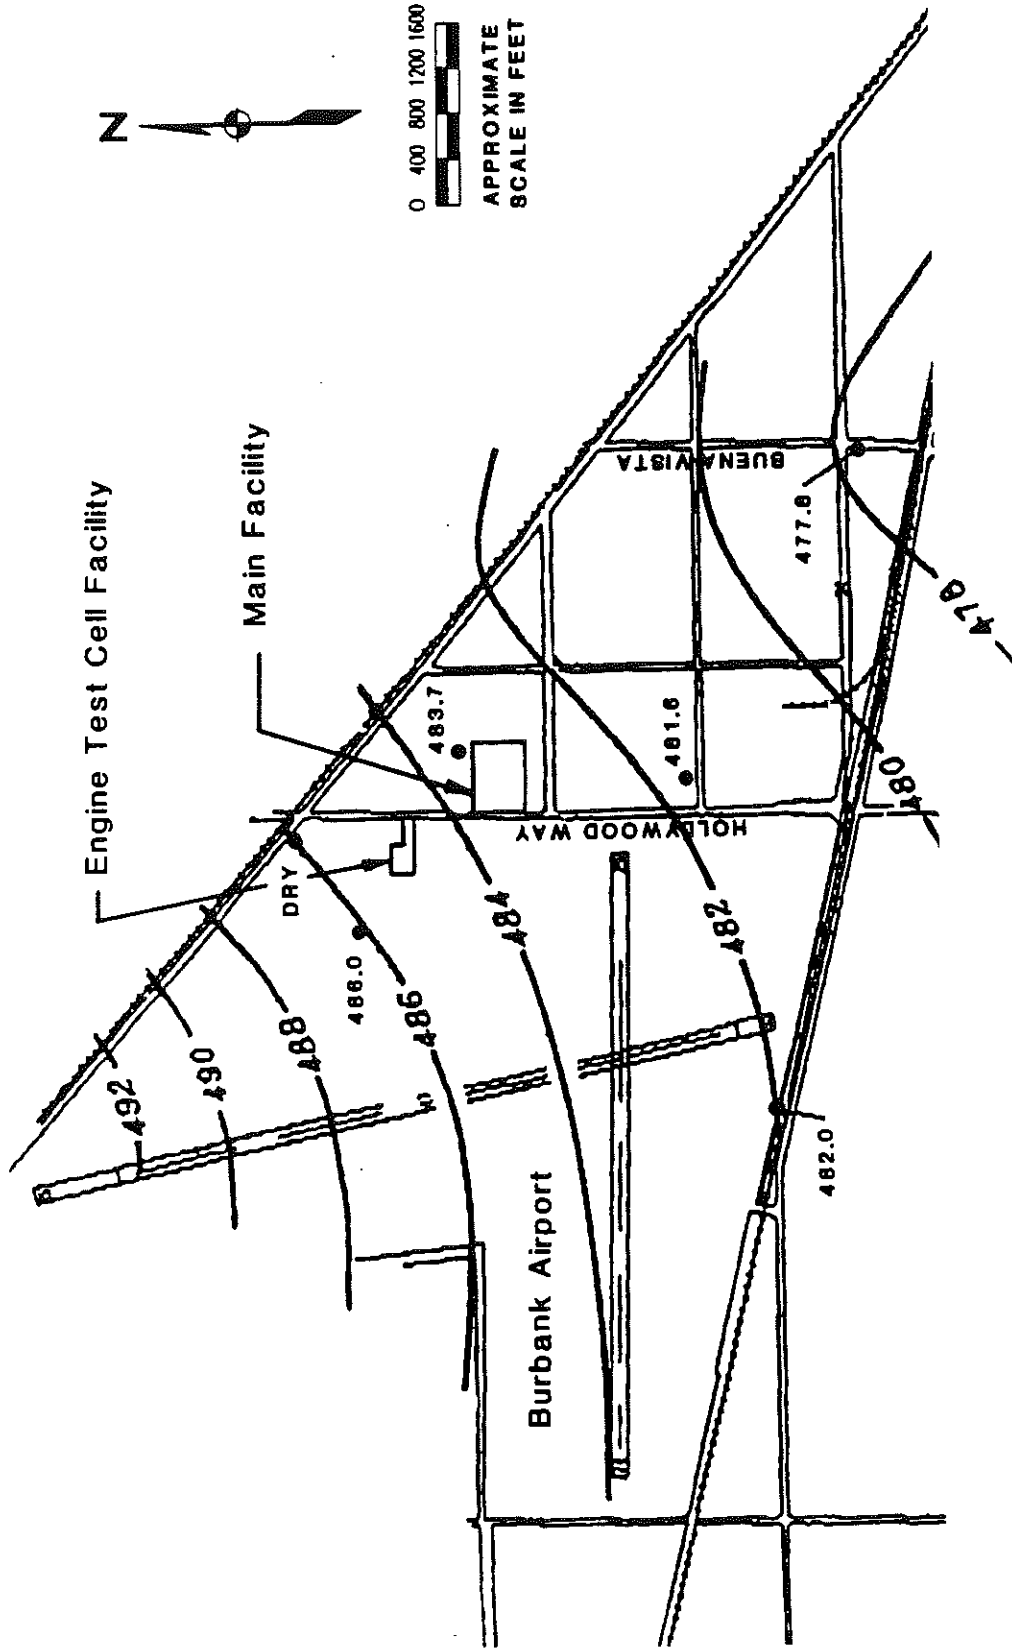 N
0 400 800 1200 1600
APPROXIMATE
SCALE IN FEET
Engine Test Cell Facility
Main Facility
DRY
483.7
486.0
481.6
477.8
482.0
492
490
488
486
484
482
480
478
HOLLYWOOD WAY
BUENA VISTA
Burbank Airport